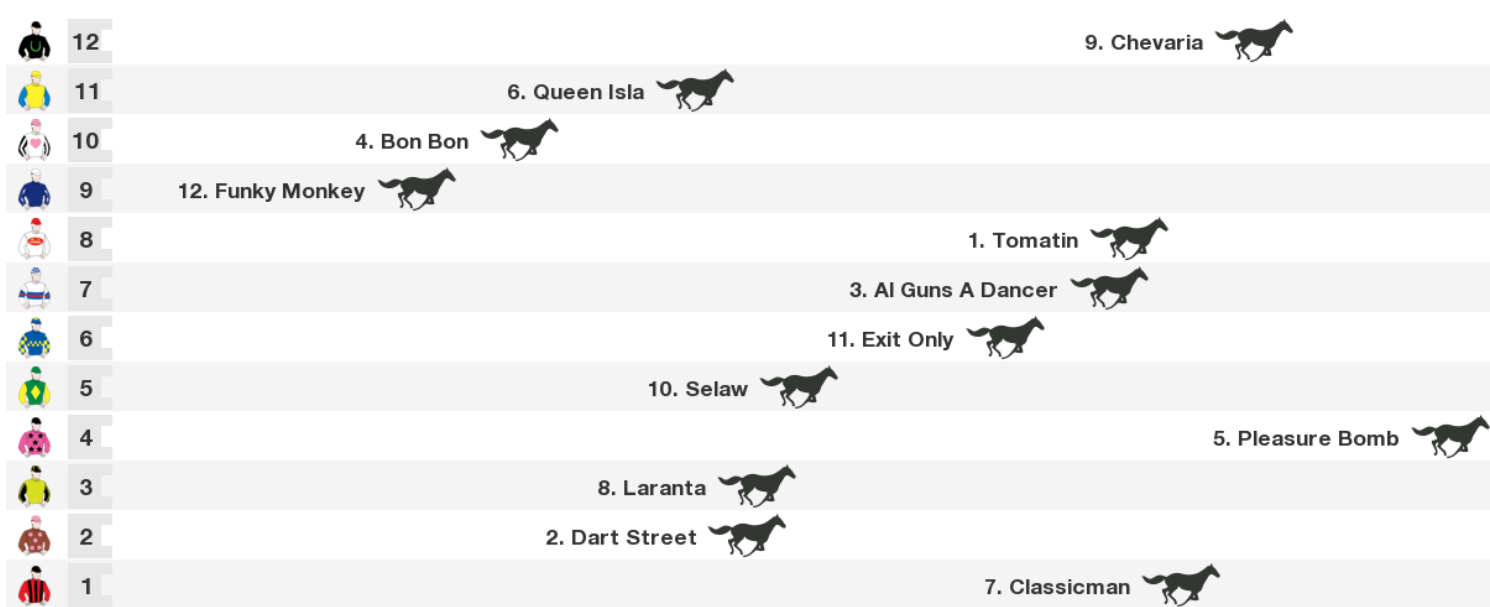 12 9. Chevaria
11 6. Queen Isla
10 4. Bon Bon
9 12. Funky Monkey
8 1. Tomatin
7 3. Al Guns A Dancer
6 11. Exit Only
5 10. Selaw
4 5. Pleasure Bomb
3 8. Laranta
2 2. Dart Street
1 7. Classicman